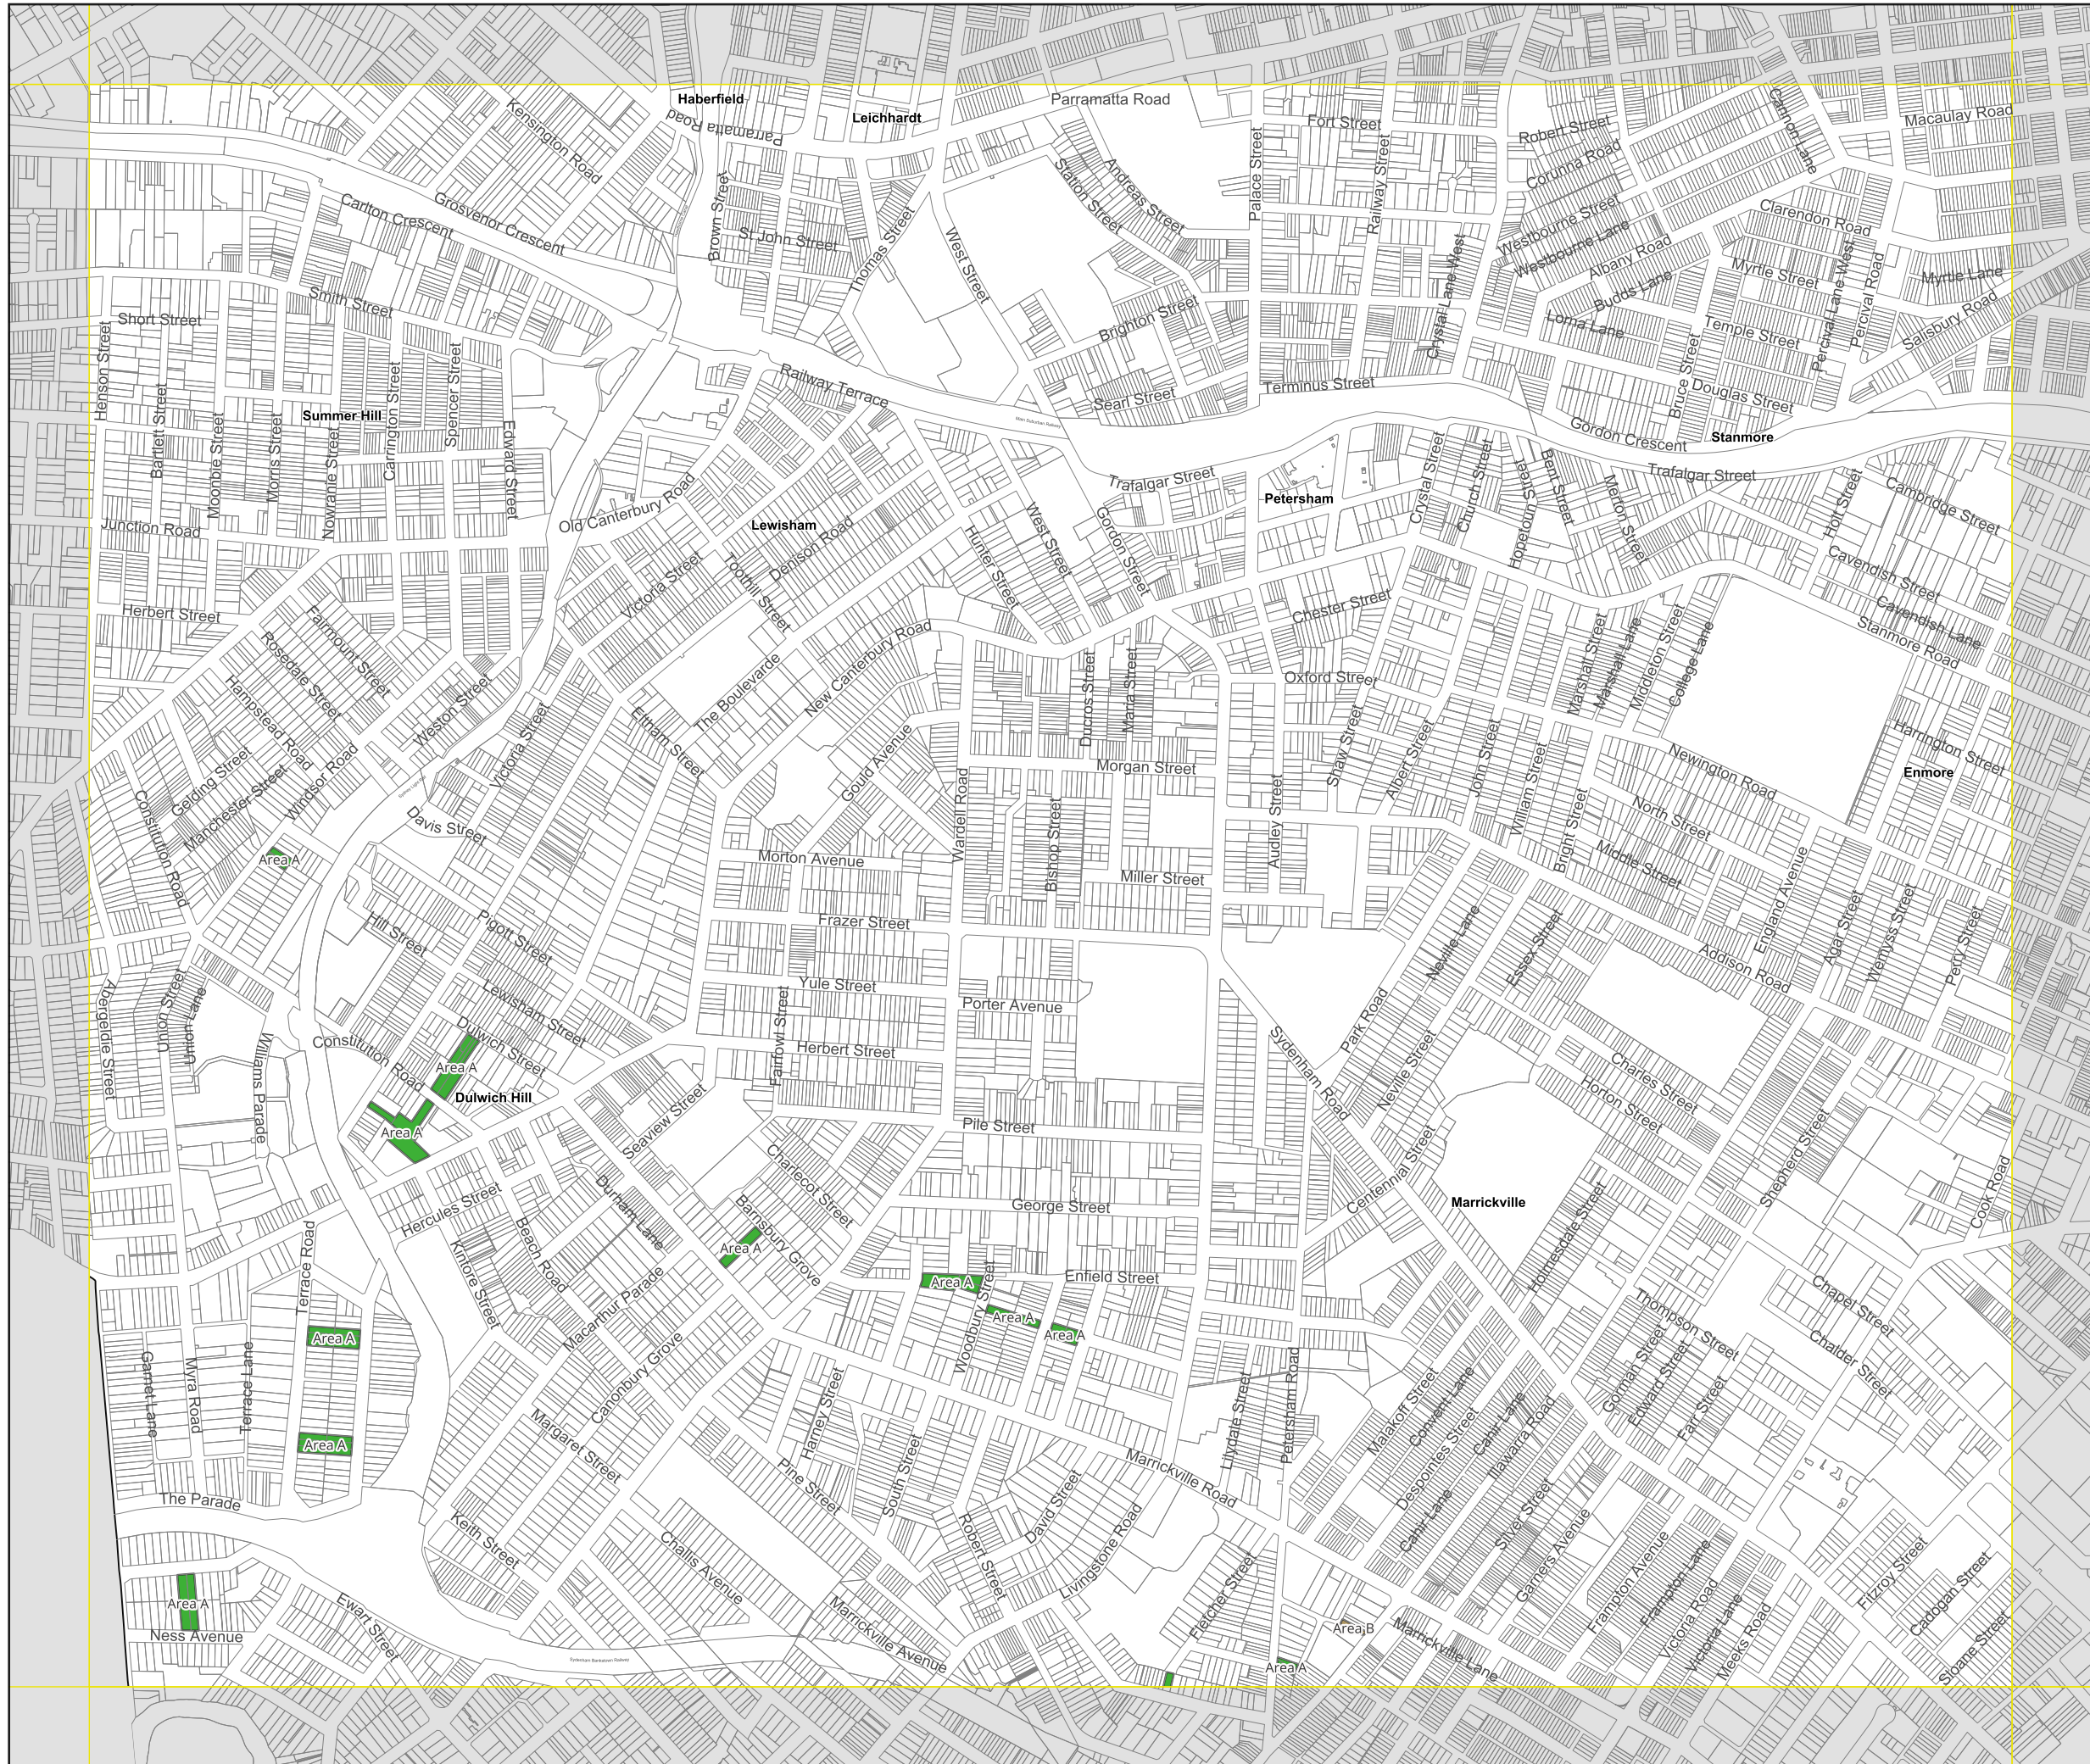 Haberfield
Leichhardt
Parramatta Road
Parramatta Road
Kensington Road
Fort Street
Robert Street
Cannon Lane
Macaulay Road
Corunna Road
Palace Street
Railway Street
Andreas Street
Station Street
Carlton Crescent
Grosvenor Crescent
Brown Street
St John Street
Thomas Street
West Street
Westbourne Street
Westbourne Lane
Albany Road
Clarendon Road
Myrtle Street
Myrtle Lane
Budds Lane
Percival Lane West
Percival Road
Salisbury Road
Smith Street
Short Street
Brighton Street
Crystal Lane West
Lorna Lane
Temple Street
Henson Street
Railway Terrace
Searl Street
Terminus Street
Bruce Street
Douglas Street
Summer Hill
Bartlett Street
Moonbie Street
Morris Street
Nowranie Street
Carrington Street
Spencer Street
Edward Street
Main Suburban Railway
Gordon Crescent
Stanmore
Trafalgar Street
Trafalgar Street
Petersham
Crystal Street
Church Street
Hopetoun Street
Bent Street
Merton Street
Holt Street
Cambridge Street
Junction Road
Old Canterbury Road
Lewisham
Denison Road
Victoria Street
Toothill Street
Hunter Street
West Street
Gordon Street
Cavendish Street
Cavendish Lane
Stanmore Road
Herbert Street
Fairmount Street
Rosedale Street
Hampstead Road
Chester Street
Oxford Street
Marshall Street
Marshall Lane
Middleton Street
College Lane
New Canterbury Road
The Boulevarde
Eltham Street
Weston Street
Victoria Street
Ducros Street
Maria Street
Morgan Street
Shaw Street
Albert Street
John Street
William Street
Newington Road
Harrington Street
Enmore
Gelding Street
Manchester Street
Windsor Road
Constitution Road
Davis Street
Gould Avenue
Wardell Road
Bishop Street
Audley Street
Bright Street
North Street
Middle Street
Area A
Morton Avenue
Miller Street
England Avenue
Agar Street
Wemyss Street
Perry Street
Hill Street
Pigott Street
Frazer Street
Neville Lane
Essex Street
Addison Road
Abergeldie Street
Union Street
Union Lane
Williams Parade
Lewisham Street
Yule Street
Fairfowl Street
Porter Avenue
Park Road
Sydenham Road
Constitution Road
Dulwich Street
Area A
Herbert Street
Neville Street
Charles Street
Horton Street
Dulwich Hill
Area A
Seaview Street
Pile Street
Centennial Street
Shepherd Street
Charlecot Street
Hercules Street
Durham Lane
Barnsbury Grove
George Street
Marrickville
Cook Road
Kintore Street
Beach Road
Terrace Road
Area A
Area A
Enfield Street
Holmesdale Street
Macarthur Parade
Woodbury Street
Area A
Area A
Area A
Thompson Street
Chapel Street
Chalder Street
Garnet Lane
Myra Road
Terrace Lane
Canonbury Grove
Harney Street
Lilydale Street
Petersham Road
Malakoff Street
Convent Lane
Despointes Street
Gorman Street
Edward Street
Farr Street
Area A
Margaret Street
Pine Street
South Street
Marrickville Road
Cahir Lane
Illawarra Road
Cahir Lane
The Parade
Keith Street
Challis Avenue
Robert Street
David Street
Livingstone Road
Silver Street
Garners Avenue
Frampton Avenue
Frampton Lane
Victoria Road
Victoria Lane
Meeks Road
Fitzroy Street
Cadogan Street
Sloane Street
Area A
Ness Avenue
Ewart Street
Marrickville Avenue
Fletcher Street
Area B
Marrickville Lane
Area A
Sydenham Bankstown Railway